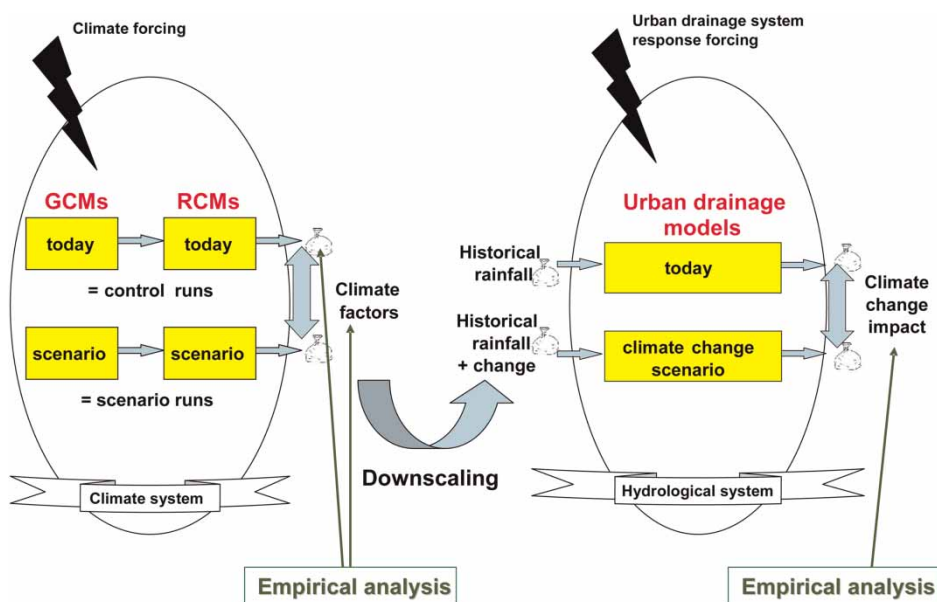 Climate forcing
GCMs
RCMs
today
today
= control runs
scenario
scenario
= scenario runs
Climate
factors
Climate system
Downscaling
Urban drainage system
response forcing
Urban drainage
models
Historical
rainfall
today
Historical
rainfall
+ change
climate change
scenario
Climate
change
impact
Hydrological system
Empirical analysis
Empirical analysis